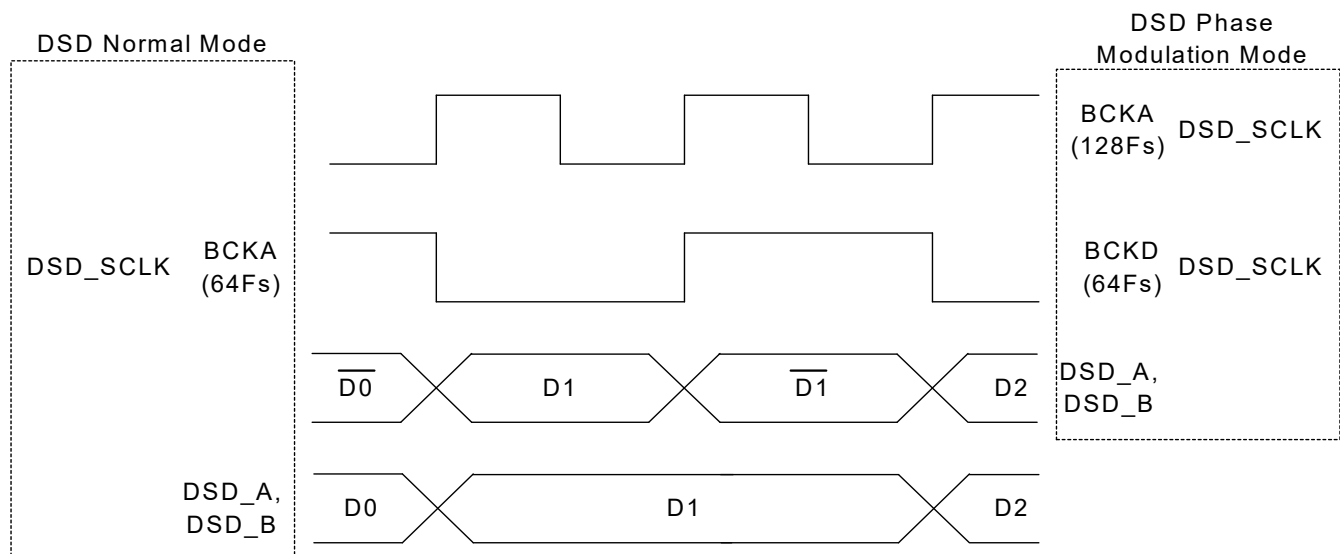 DSD Normal Mode
DSD Phase
Modulation Mode
BCKA
(128Fs)
DSD_SCLK
DSD_SCLK
BCKA
(64Fs)
BCKD
(64Fs)
DSD_SCLK
D0
D1
D1
D2
DSD_A,
DSD_B
DSD_A,
DSD_B
D0
D1
D2